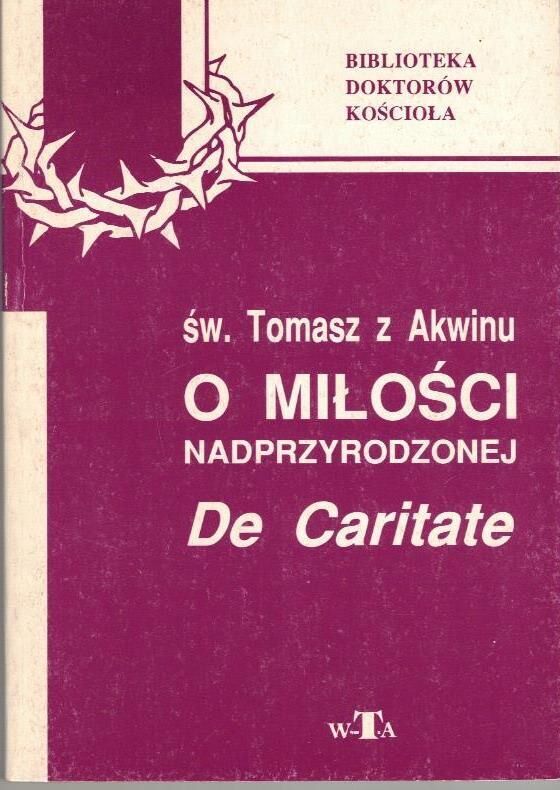 BIBLIOTEKA
DOKTORÓW
KOŚCIOŁA
św. Tomasz z Akwinu
O MIŁOŚCI
NADPRZYRODZONEJ
De Caritate
W-T-A